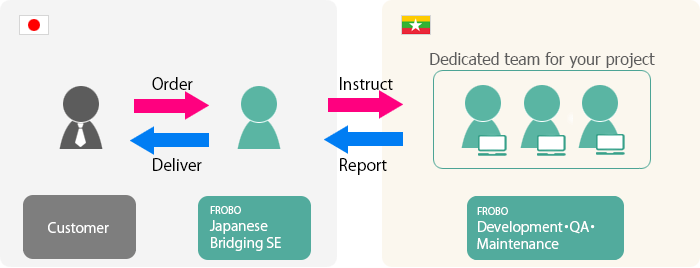 Dedicated team for your project
Order
Instruct
Deliver
Report
Customer
FROBO
Japanese
Bridging SE
FROBO
Development・QA・
Maintenance